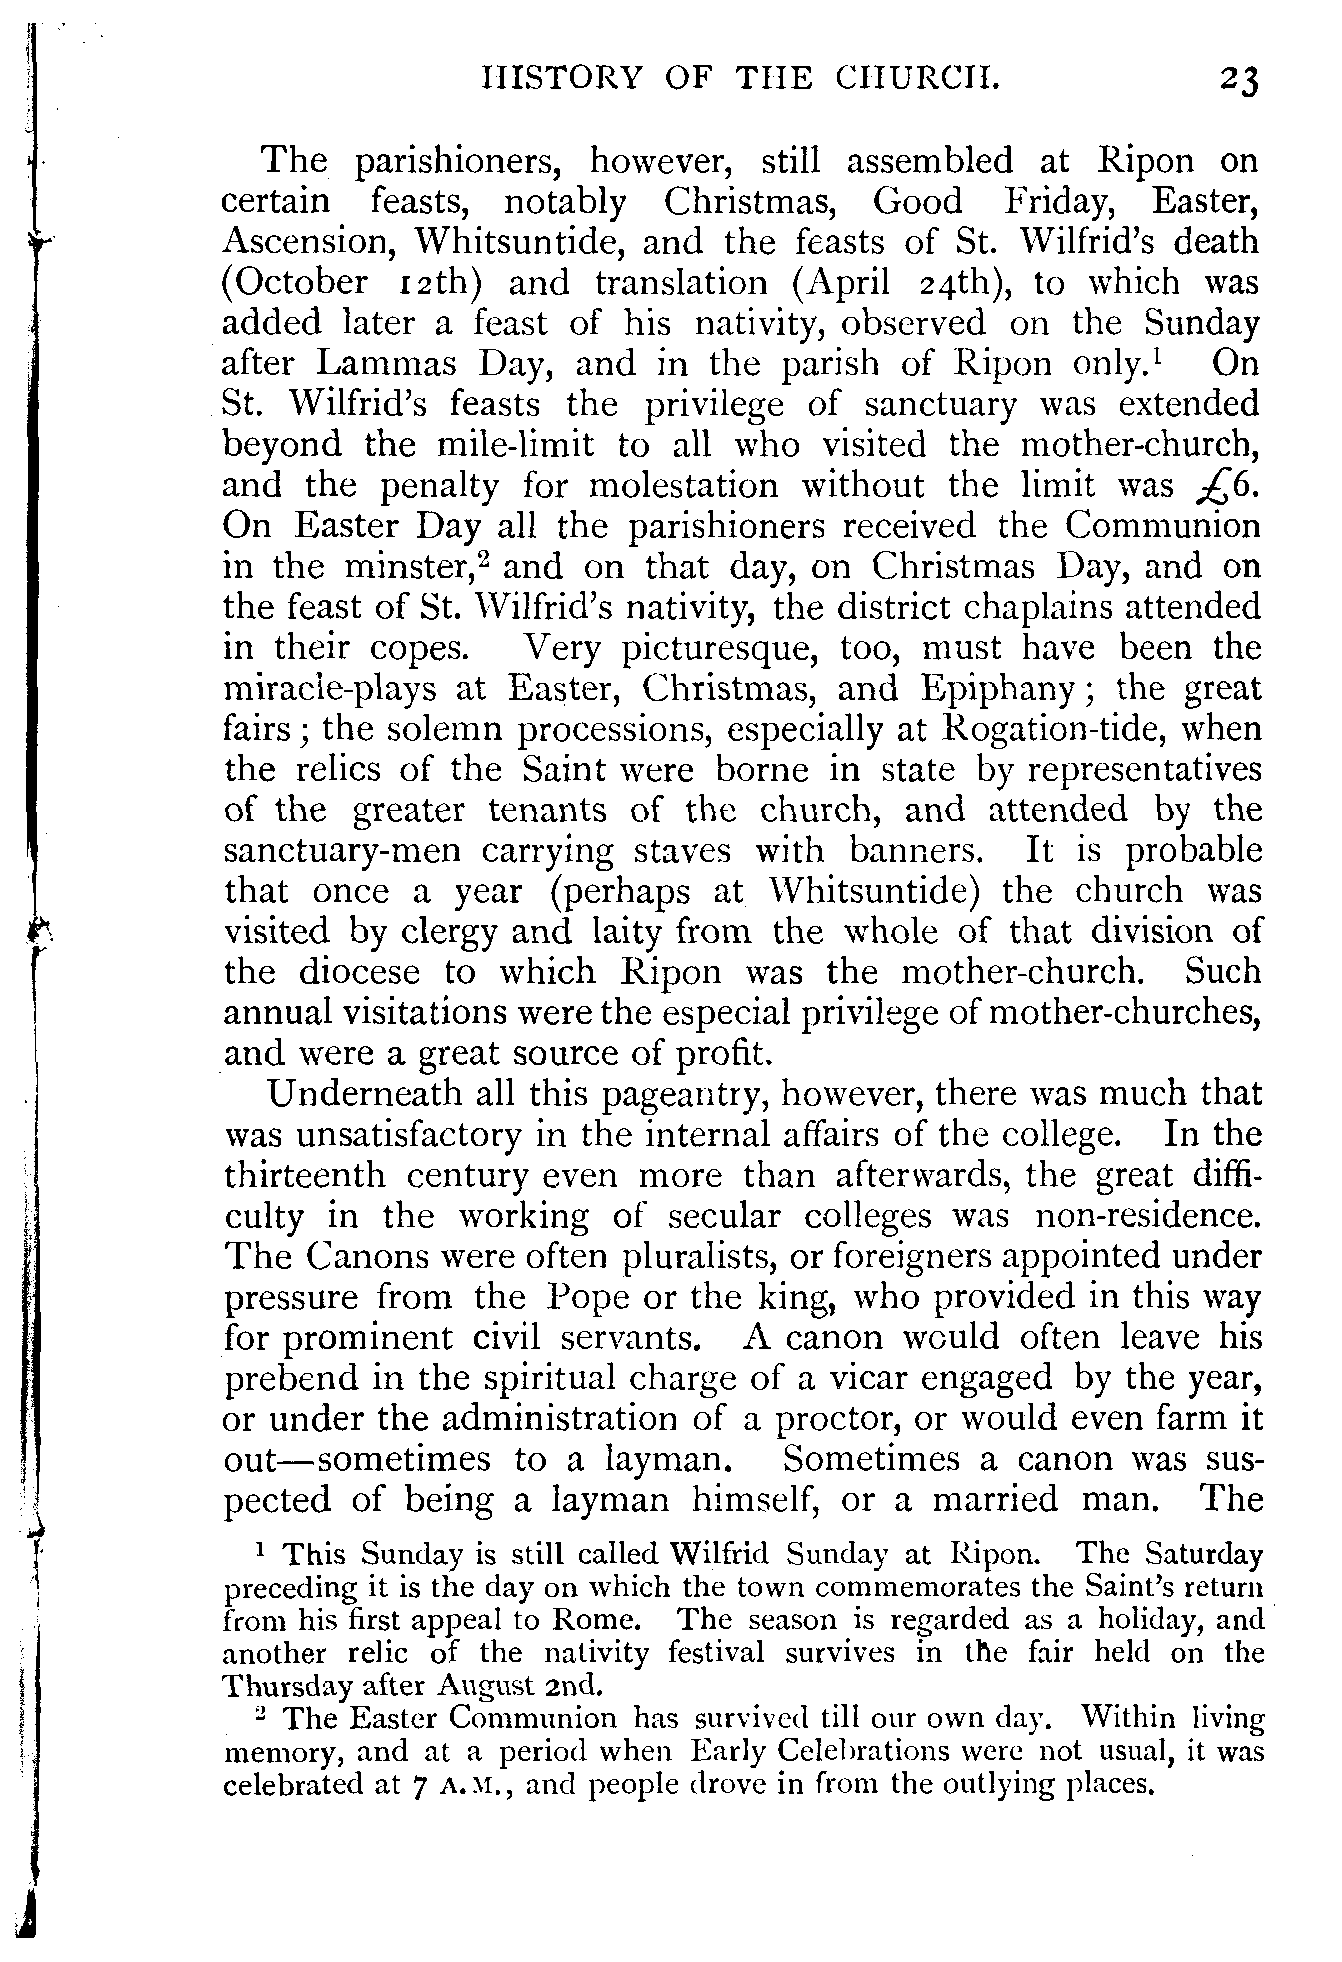 HISTORY OF THE CHURCH. 23
The parishioners, however, still assembled at Ripon on
certain feasts, notably Christmas, Good Friday, Easter,
Ascension, Whitsuntide, and the feasts of St. Wilfrid's death
(October 12th) and translation (April 24th), to which was
added later a feast of his nativity, observed on the Sunday
after Lammas Day, and in the parish of Ripon only.¹ On
St. Wilfrid's feasts the privilege of sanctuary was extended
beyond the mile-limit to all who visited the mother-church,
and the penalty for molestation without the limit was £6.
On Easter Day all the parishioners received the Communion
in the minster,² and on that day, on Christmas Day, and on
the feast of St. Wilfrid's nativity, the district chaplains attended
in their copes. Very picturesque, too, must have been the
miracle-plays at Easter, Christmas, and Epiphany; the great
fairs; the solemn processions, especially at Rogation-tide, when
the relics of the Saint were borne in state by representatives
of the greater tenants of the church, and attended by the
sanctuary-men carrying staves with banners. It is probable
that once a year (perhaps at Whitsuntide) the church was
visited by clergy and laity from the whole of that division of
the diocese to which Ripon was the mother-church. Such
annual visitations were the especial privilege of mother-churches,
and were a great source of profit.
Underneath all this pageantry, however, there was much that
was unsatisfactory in the internal affairs of the college. In the
thirteenth century even more than afterwards, the great diffi-
culty in the working of secular colleges was non-residence.
The Canons were often pluralists, or foreigners appointed under
pressure from the Pope or the king, who provided in this way
for prominent civil servants. A canon would often leave his
prebend in the spiritual charge of a vicar engaged by the year,
or under the administration of a proctor, or would even farm it
out—sometimes to a layman. Sometimes a canon was sus-
pected of being a layman himself, or a married man. The
¹ This Sunday is still called Wilfrid Sunday at Ripon. The Saturday
preceding it is the day on which the town commemorates the Saint's return
from his first appeal to Rome. The season is regarded as a holiday, and
another relic of the nativity festival survives in the fair held on the
Thursday after August 2nd.
² The Easter Communion has survived till our own day. Within living
memory, and at a period when Early Celebrations were not usual, it was
celebrated at 7 A.M., and people drove in from the outlying places.